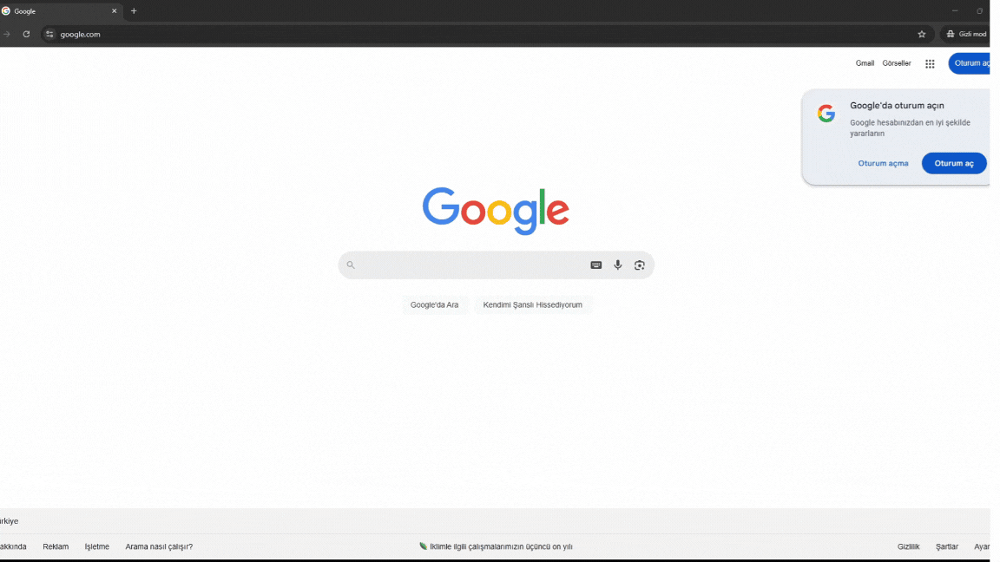 Google
google.com
Gizli mod
Gmail Görseller
Oturum aç
Google'da oturum açın
Google hesabınızdan en iyi şekilde
yararlanın
Oturum açma Oturum aç
Google
Google'da Ara Kendimi Şanslı Hissediyorum
rkiye
akkında Reklam İşletme Arama nasıl çalışır? İklimle ilgili çalışmalarımızın üçüncü on yılı Gizlilik Şartlar Ayar